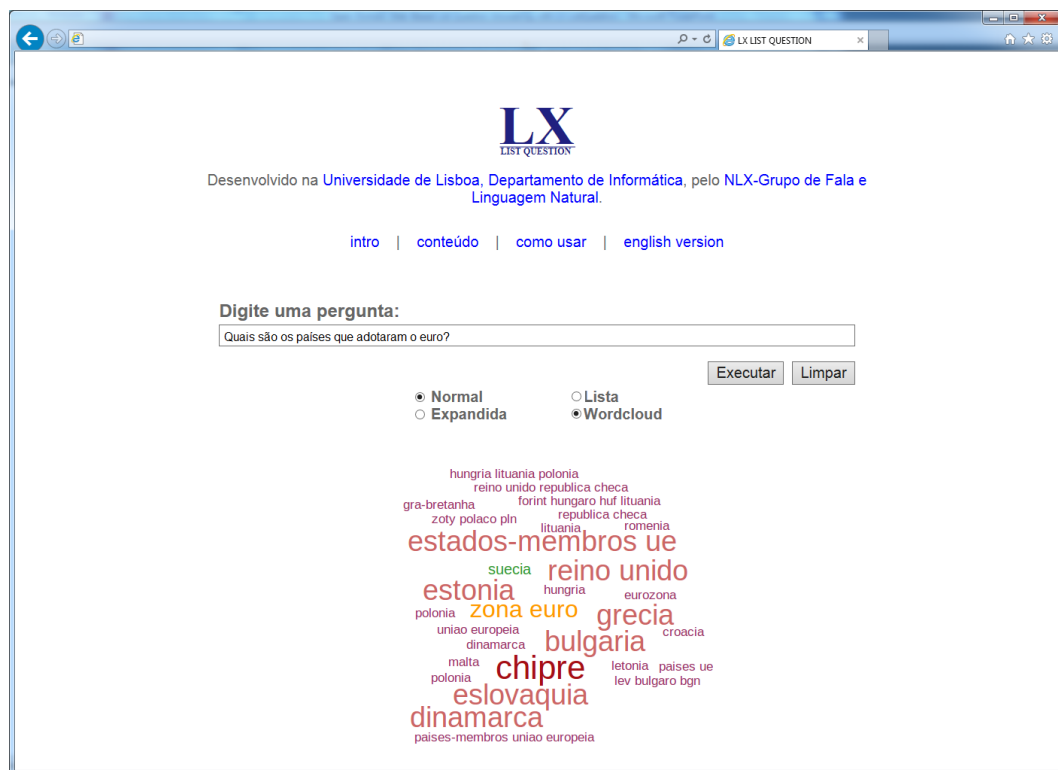 LX LIST QUESTION
LX
LIST QUESTION
Desenvolvido na Universidade de Lisboa, Departamento de Informática, pelo NLX-Grupo de Fala e
Linguagem Natural.
intro | conteúdo | como usar | english version
Digite uma pergunta:
Quais são os países que adotaram o euro?
Executar Limpar
Normal Lista
Expandida Wordcloud
hungria lituania polonia
reino unido republica checa
gra-bretanha forint hungaro huf lituania
zoty polaco pln republica checa
lituania romenia
estados-membros ue
suecia reino unido
estonia hungria eurozona
polonia zona euro grecia
uniao europeia croacia
dinamarca bulgaria
malta chipre letonia paises ue
polonia lev bulgaro bgn
eslovaquia
dinamarca
paises-membros uniao europeia